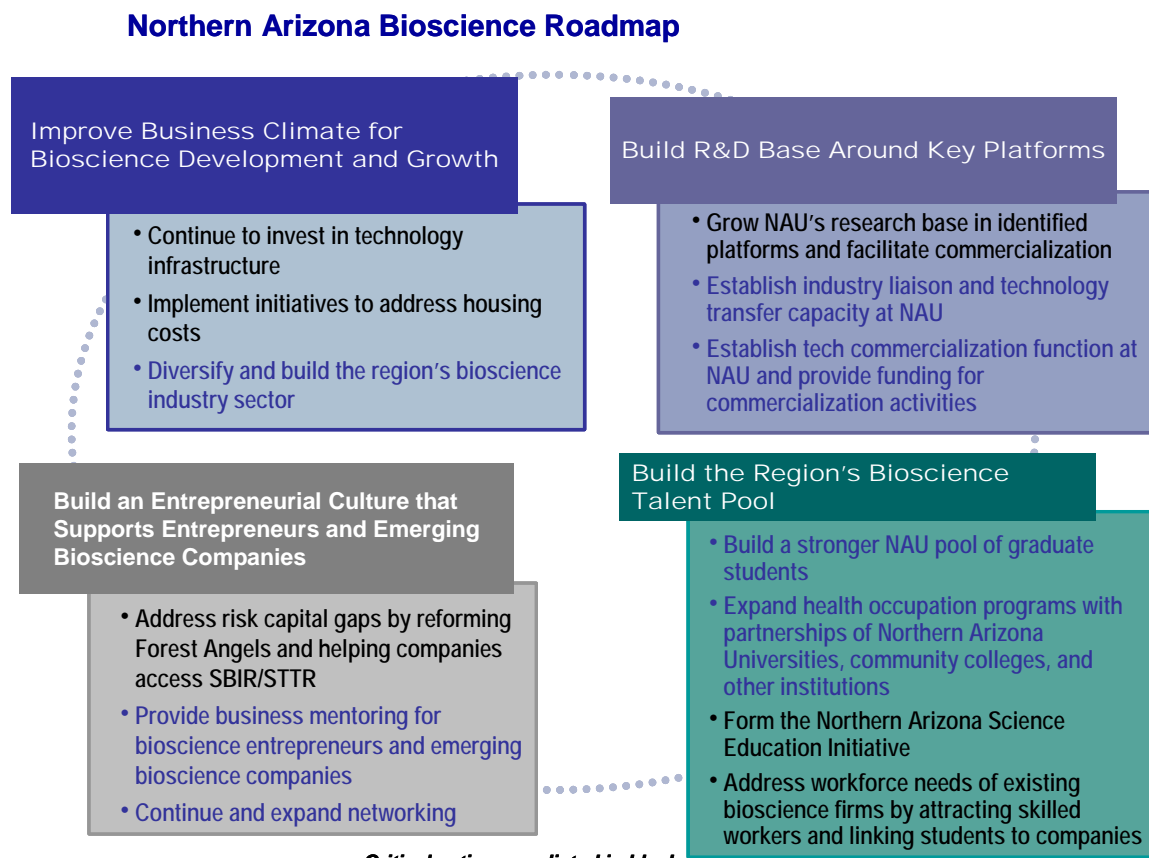 Northern Arizona Bioscience Roadmap
Improve Business Climate for
Bioscience Development and Growth
• Continue to invest in technology
infrastructure
• Implement initiatives to address housing
costs
• Diversify and build the region's bioscience
industry sector
Build R&D Base Around Key Platforms
• Grow NAU's research base in identified
platforms and facilitate commercialization
• Establish industry liaison and technology
transfer capacity at NAU
• Establish tech commercialization function at
NAU and provide funding for
commercialization activities
Build an Entrepreneurial Culture that
Supports Entrepreneurs and Emerging
Bioscience Companies
• Address risk capital gaps by reforming
Forest Angels and helping companies
access SBIR/STTR
• Provide business mentoring for
bioscience entrepreneurs and emerging
bioscience companies
• Continue and expand networking
Build the Region's Bioscience
Talent Pool
• Build a stronger NAU pool of graduate
students
• Expand health occupation programs with
partnerships of Northern Arizona
Universities, community colleges, and
other institutions
• Form the Northern Arizona Science
Education Initiative
• Address workforce needs of existing
bioscience firms by attracting skilled
workers and linking students to companies